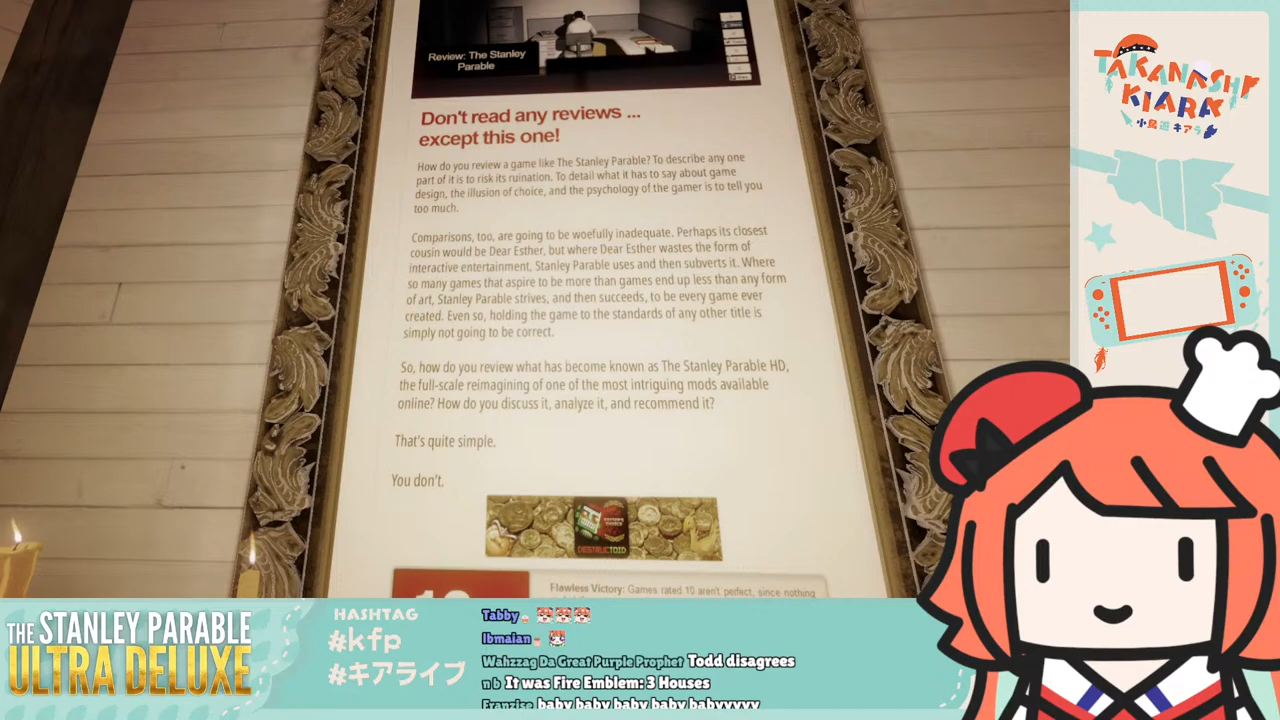 Review: The Stanley
Parable
Don't read any reviews ...
except this one!
How do you review a game like The Stanley Parable? To describe any one
part of it is to risk its ruination. To detail what it has to say about game
design, the illusion of choice, and the psychology of the gamer is to tell you
too much.
Comparisons, too, are going to be woefully inadequate. Perhaps its closest
cousin would be Dear Esther, but where Dear Esther wastes the form of
interactive entertainment, Stanley Parable uses and then subverts it. Where
so many games that aspire to be more than games end up less than any form
of art, Stanley Parable strives, and then succeeds, to be every game ever
created. Even so, holding the game to the standards of any other title is
simply not going to be correct.
So, how do you review what has become known as The Stanley Parable HD,
the full-scale reimagining of one of the most intriguing mods available
online? How do you discuss it, analyze it, and recommend it?
That's quite simple.
You don't.
DESTRUCTOID
10
Flawless Victory: Games rated 10 aren't perfect, since nothing
TAKANASHI
KIARA
小鳥遊キアラ
THE STANLEY PARABLE
ULTRA DELUXE
HASHTAG
#kfp
#キアライブ
Tabby
Ibmaian
Wahzzag Da Great Purple Prophet Todd disagrees
n b It was Fire Emblem: 3 Houses
Franzise baby baby baby baby babyyyyy